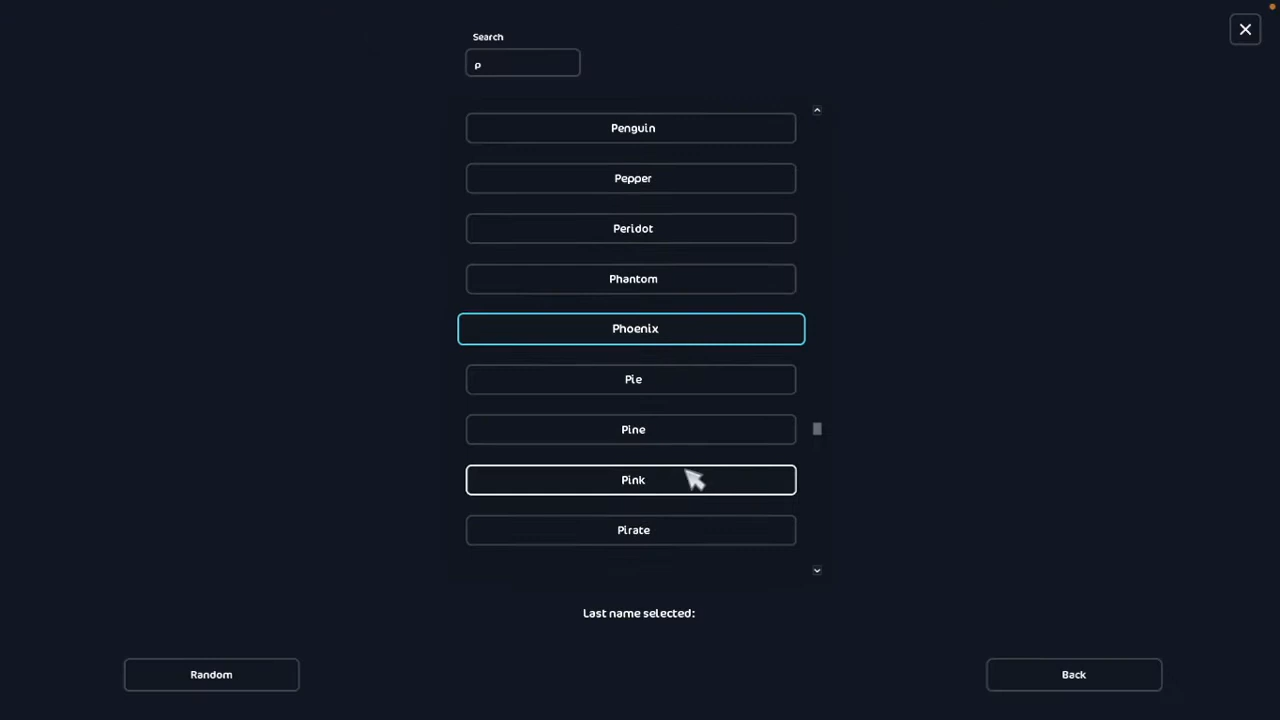 Search
p
Penguin
Pepper
Peridot
Phantom
Phoenix
Pie
Pine
Pink
Pirate
Last name selected:
Random
Back